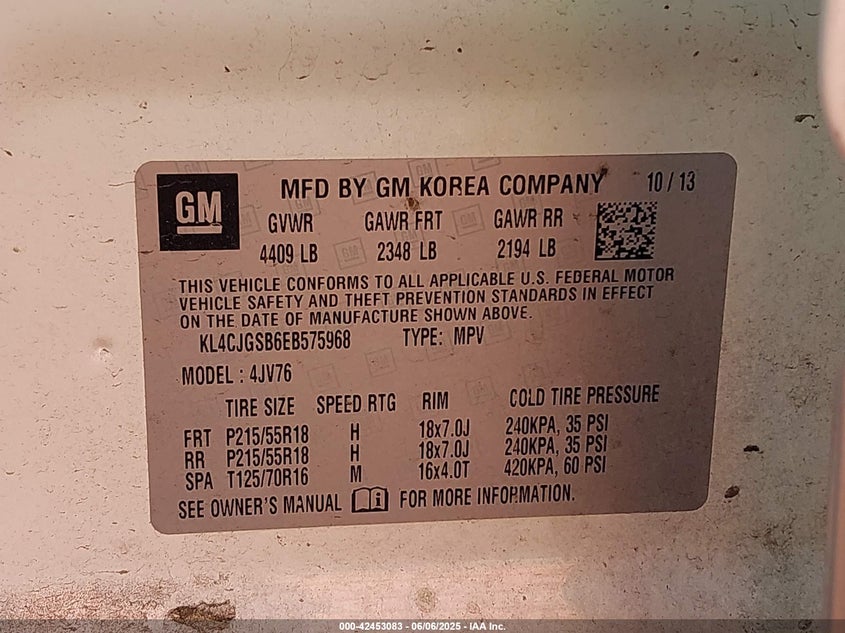 GM MFD BY GM KOREA COMPANY 10 / 13
GVWR GAWR FRT GAWR RR
4409 LB 2348 LB 2194 LB
THIS VEHICLE CONFORMS TO ALL APPLICABLE U.S. FEDERAL MOTOR
VEHICLE SAFETY AND THEFT PREVENTION STANDARDS IN EFFECT
ON THE DATE OF MANUFACTURE SHOWN ABOVE.
KL4CJGSB6EB575968 TYPE: MPV
MODEL : 4JV76
TIRE SIZE SPEED RTG RIM COLD TIRE PRESSURE
FRT P215/55R18 H 18x7.0J 240KPA, 35 PSI
RR P215/55R18 H 18x7.0J 240KPA, 35 PSI
SPA T125/70R16 M 16x4.0T 420KPA, 60 PSI
SEE OWNER'S MANUAL i FOR MORE INFORMATION.
000-42453083 - 06/06/2025 - IAA Inc.